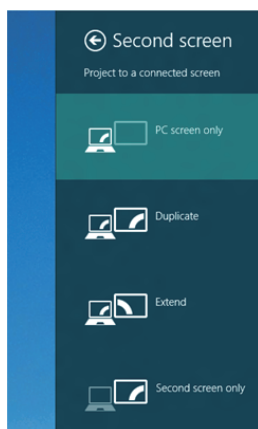 Second screen
Project to a connected screen
PC screen only
Duplicate
Extend
Second screen only